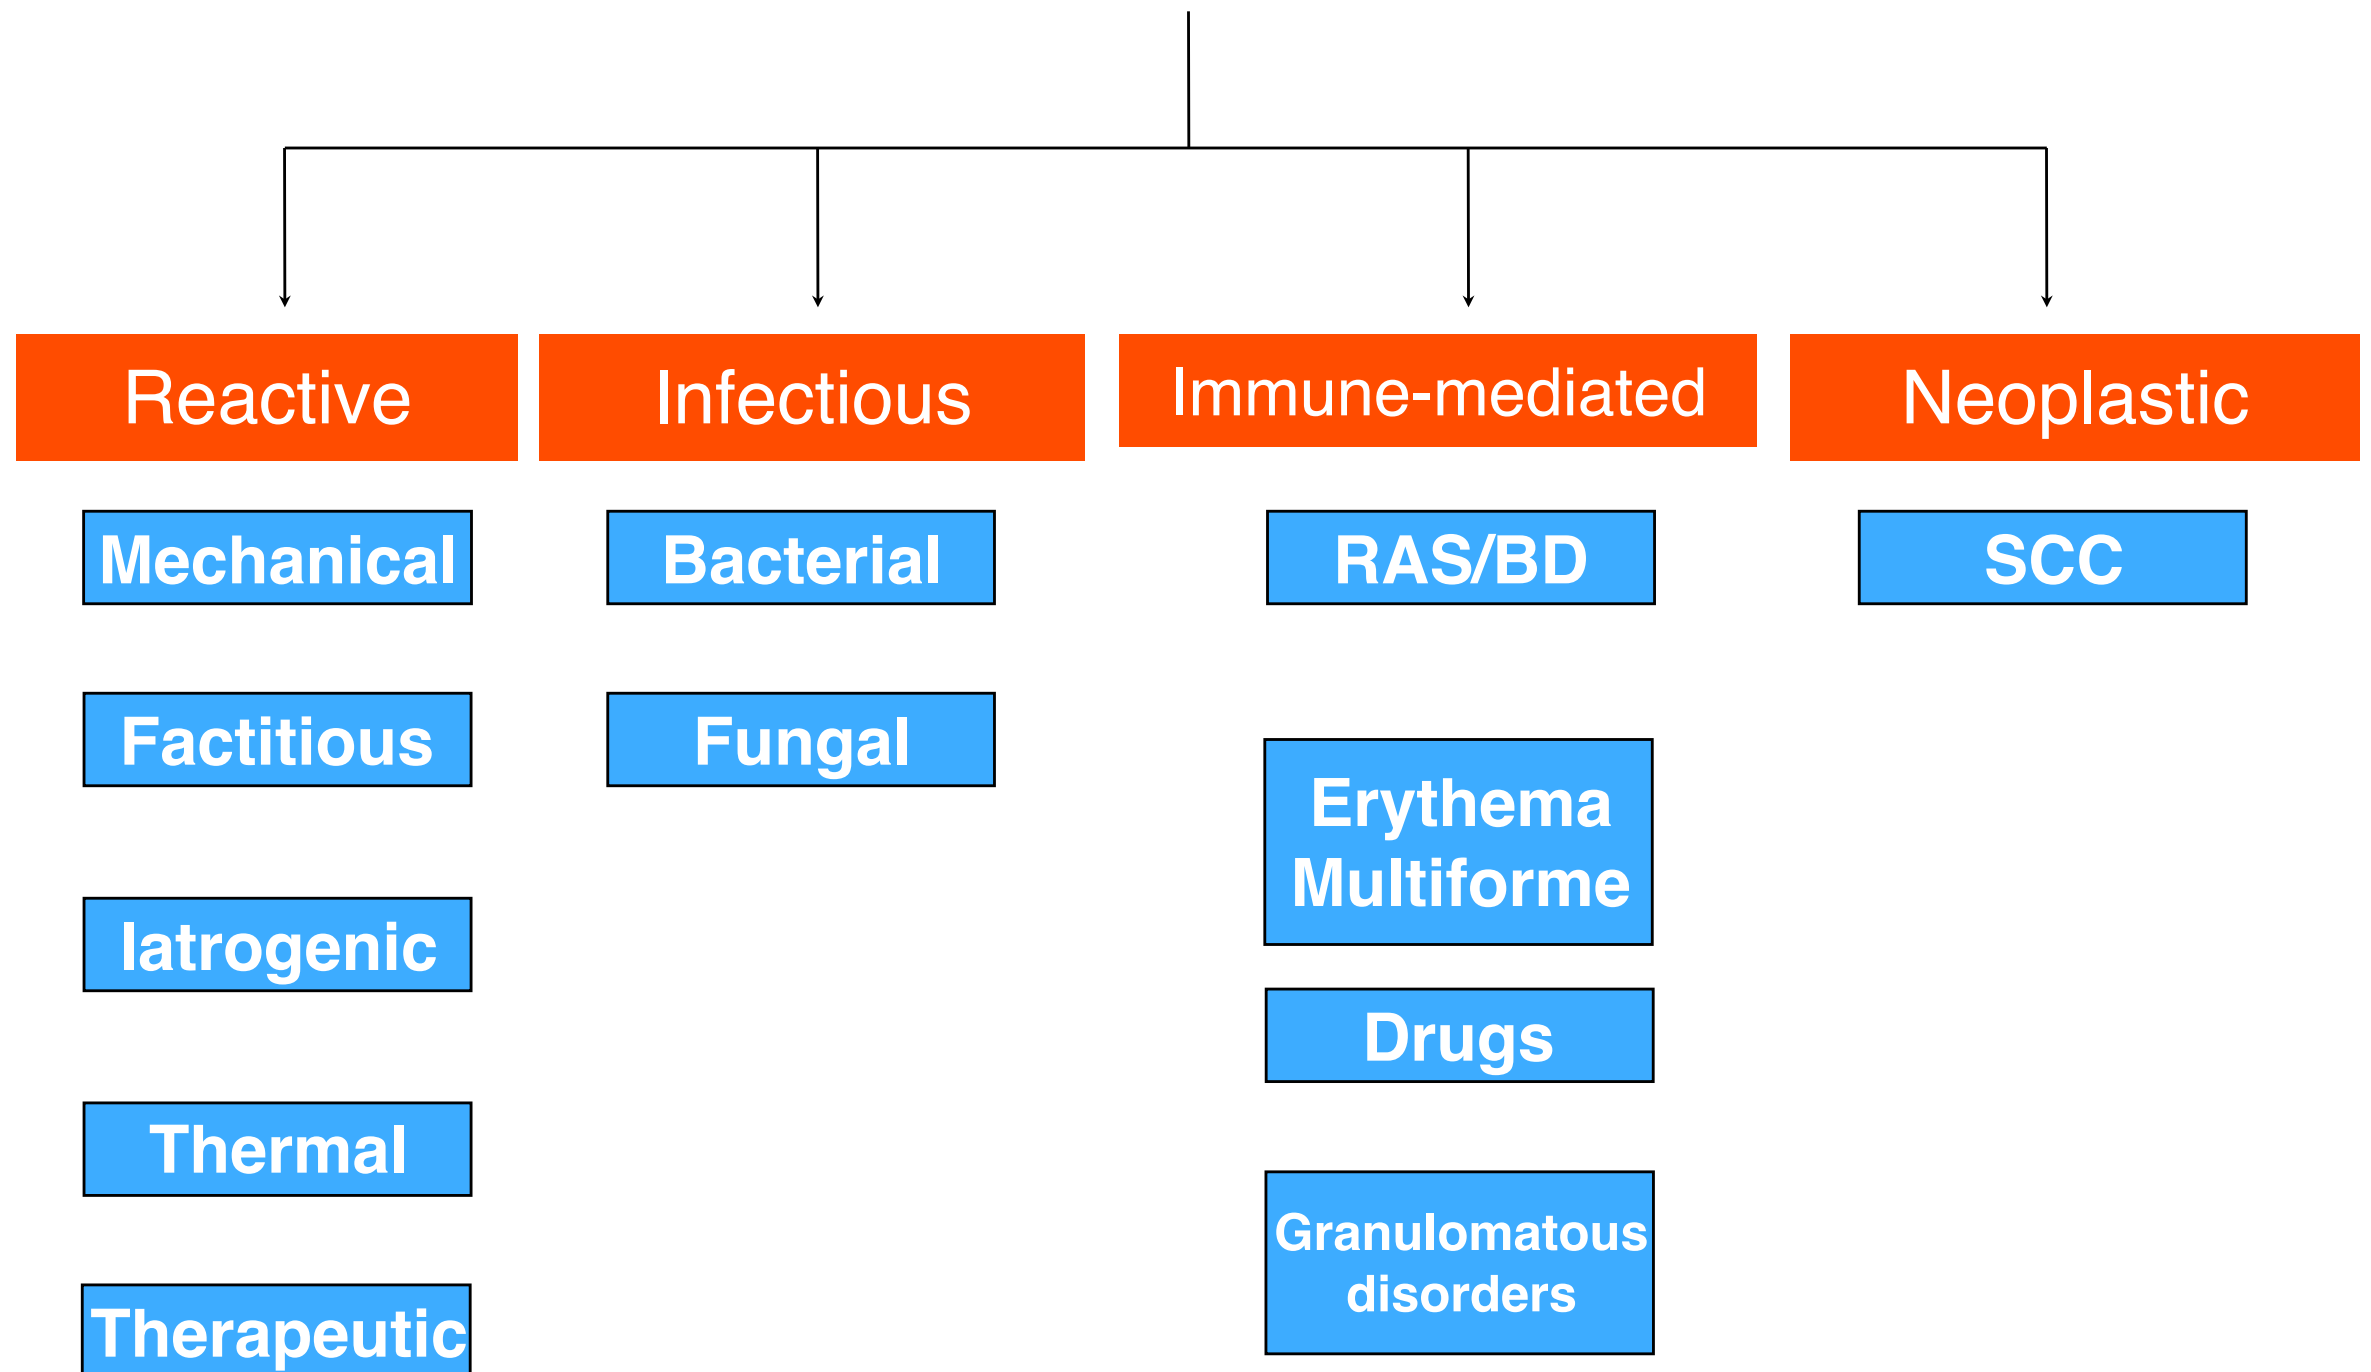 Reactive
Infectious
Immune-mediated
Neoplastic
Mechanical
Bacterial
RAS/BD
SCC
Factitious
Fungal
Erythema
Multiforme
Iatrogenic
Drugs
Thermal
Granulomatous
disorders
Therapeutic